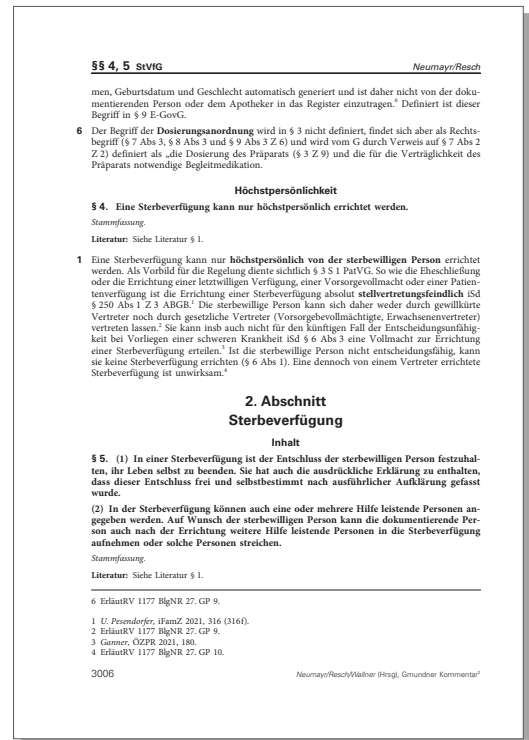 §§ 4, 5 StVfG Neumayr/Resch
men, Geburtsdatum und Geschlecht automatisch generiert und ist daher nicht von der doku-
mentierenden Person oder dem Apotheker in das Register einzutragen.⁶ Definiert ist dieser
Begriff in § 9 E-GovG.
6 Der Begriff der Dosierungsanordnung wird in § 3 nicht definiert, findet sich aber als Rechts-
begriff (§ 7 Abs 3, § 8 Abs 3 und § 9 Abs 3 Z 6) und wird vom G durch Verweis auf § 7 Abs 2
Z 2) definiert als „die Dosierung des Präparats (§ 3 Z 9) und die für die Verträglichkeit des
Präparats notwendige Begleitmedikation.
Höchstpersönlichkeit
§ 4. Eine Sterbeverfügung kann nur höchstpersönlich errichtet werden.
Stammfassung.
Literatur: Siehe Literatur § 1.
1 Eine Sterbeverfügung kann nur höchstpersönlich von der sterbewilligen Person errichtet
werden. Als Vorbild für die Regelung diente sichtlich § 3 S 1 PatVG. So wie die Eheschließung
oder die Errichtung einer letztwilligen Verfügung, einer Vorsorgevollmacht oder einer Patien-
tenverfügung ist die Errichtung einer Sterbeverfügung absolut stellvertretungsfeindlich iSd
§ 250 Abs 1 Z 3 ABGB.¹ Die sterbewillige Person kann sich daher weder durch gewillkürte
Vertreter noch durch gesetzliche Vertreter (Vorsorgebevollmächtigte, Erwachsenenvertreter)
vertreten lassen.² Sie kann insb auch nicht für den künftigen Fall der Entscheidungsunfähig-
keit bei Vorliegen einer schweren Krankheit iSd § 6 Abs 3 eine Vollmacht zur Errichtung
einer Sterbeverfügung erteilen.³ Ist die sterbewillige Person nicht entscheidungsfähig, kann
sie keine Sterbeverfügung errichten (§ 6 Abs 1). Eine dennoch von einem Vertreter errichtete
Sterbeverfügung ist unwirksam.⁴
2. Abschnitt
Sterbeverfügung
Inhalt
§ 5. (1) In einer Sterbeverfügung ist der Entschluss der sterbewilligen Person festzuhal-
ten, ihr Leben selbst zu beenden. Sie hat auch die ausdrückliche Erklärung zu enthalten,
dass dieser Entschluss frei und selbstbestimmt nach ausführlicher Aufklärung gefasst
wurde.
(2) In der Sterbeverfügung können auch eine oder mehrere Hilfe leistende Personen an-
gegeben werden. Auf Wunsch der sterbewilligen Person kann die dokumentierende Per-
son auch nach der Errichtung weitere Hilfe leistende Personen in die Sterbeverfügung
aufnehmen oder solche Personen streichen.
Stammfassung.
Literatur: Siehe Literatur § 1.
6 ErläutRV 1177 BlgNR 27. GP 9.
1 U. Pesendorfer, iFamZ 2021, 316 (316f).
2 ErläutRV 1177 BlgNR 27. GP 9.
3 Ganner, ÖZPR 2021, 180.
4 ErläutRV 1177 BlgNR 27. GP 10.
3006 Neumayr/Resch/Wallner (Hrsg), Gmundner Kommentar²